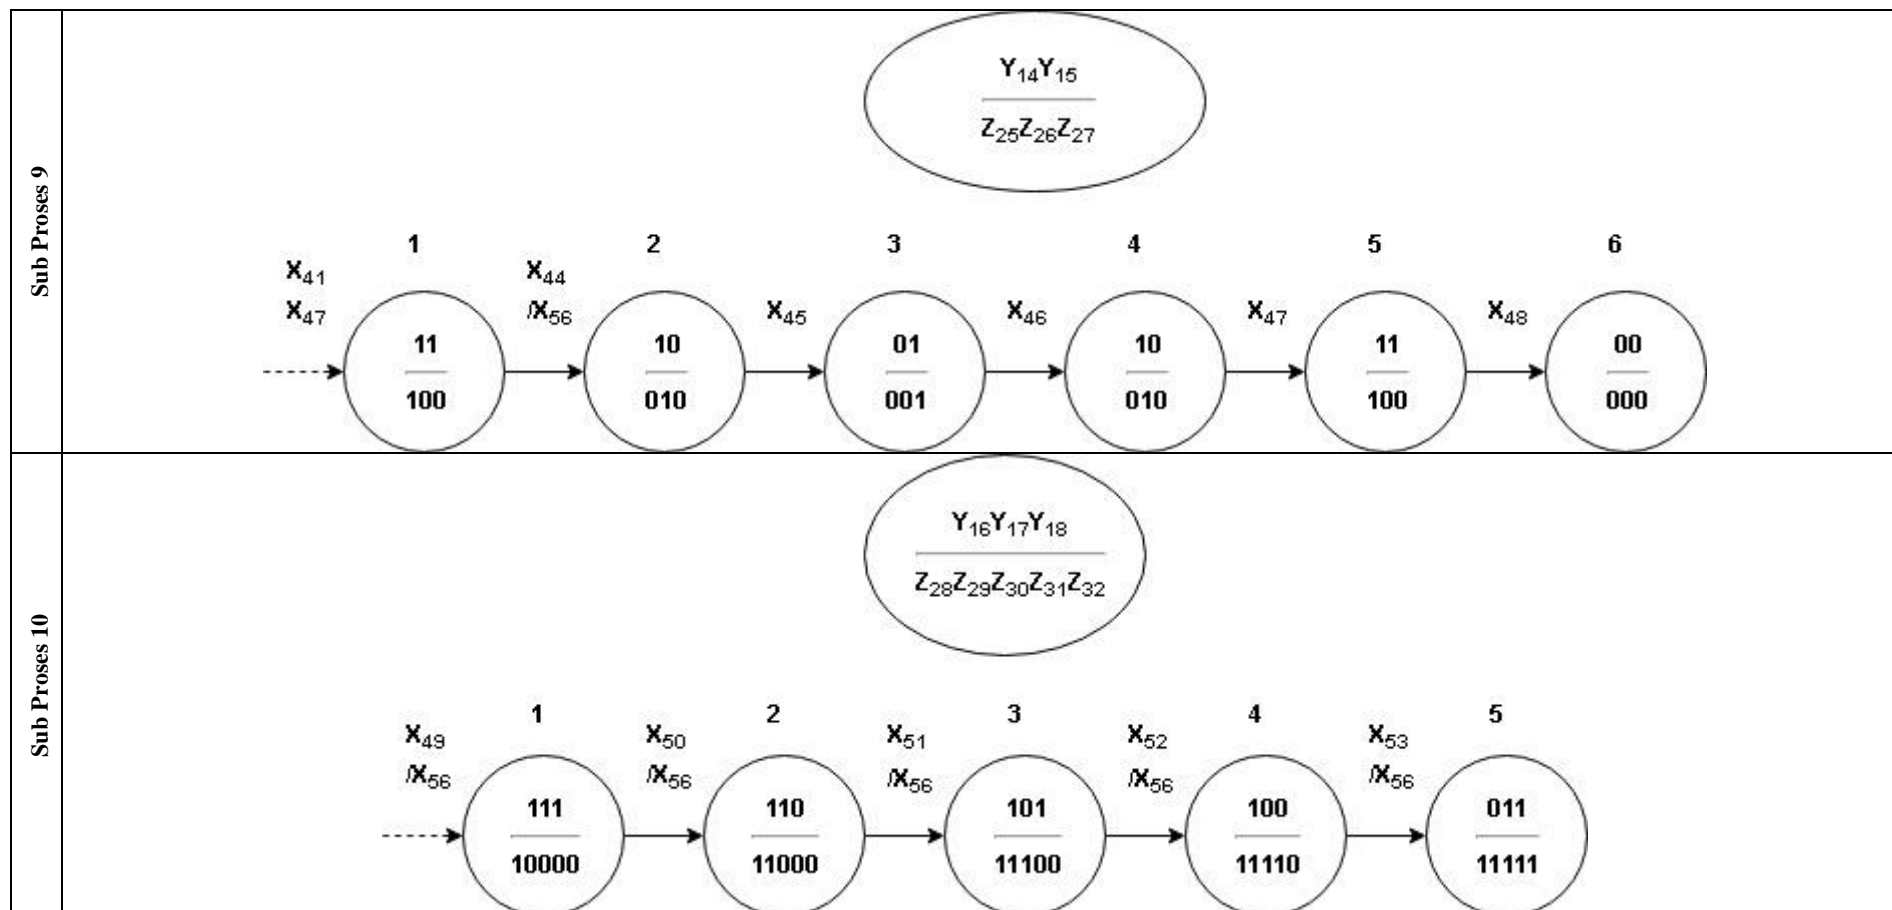 Sub Proses 9
Y14Y15
Z25Z26Z27
1 2 3 4 5 6
X41 X44
X47 /X56 X45 X46 X47 X48
11 10 01 10 11 00
100 010 001 010 100 000
Sub Proses 10
Y16Y17Y18
Z28Z29Z30Z31Z32
1 2 3 4 5
X49 X50 X51 X52 X53
/X56 /X56 /X56 /X56 /X56
111 110 101 100 011
10000 11000 11100 11110 11111